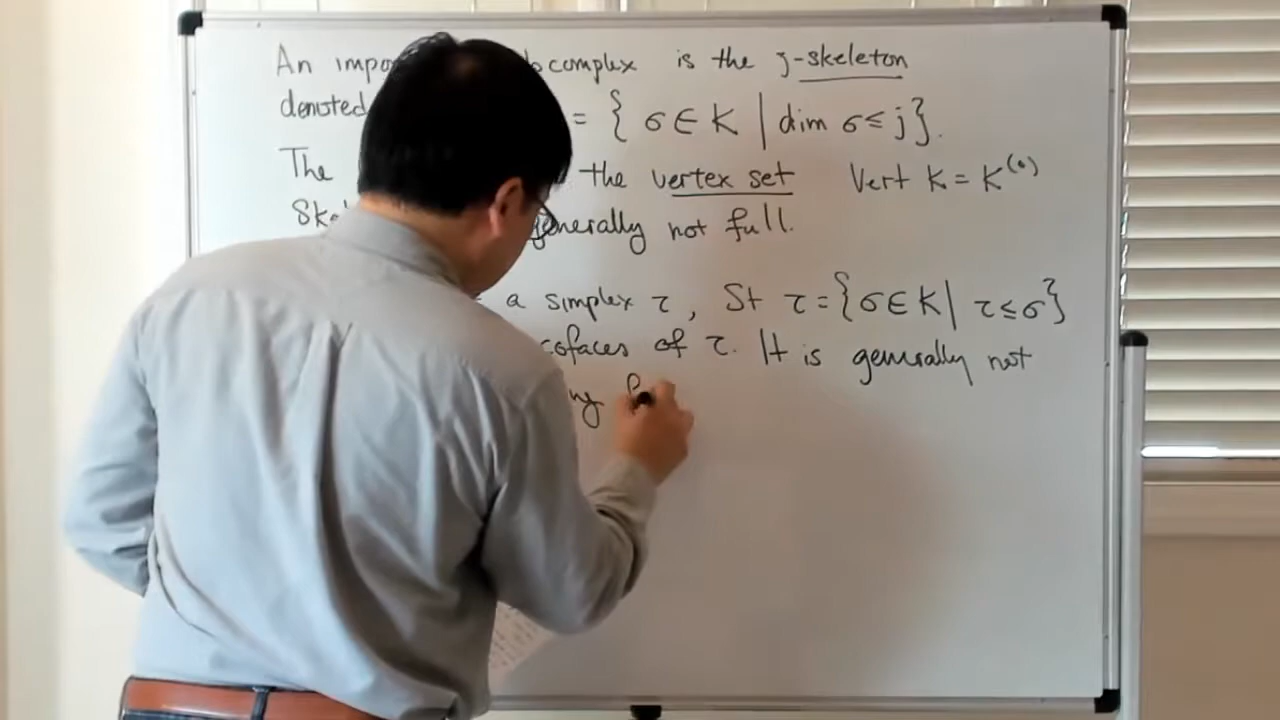 An impo complex is the j-skeleton
denoted = { σ ∈ K | dim σ ≤ j }.
The the vertex set Vert K = K⁽⁰⁾
Ske generally not full.
a simplex τ, St τ = { σ ∈ K | τ ≤ σ }
cofaces of τ. It is generally not